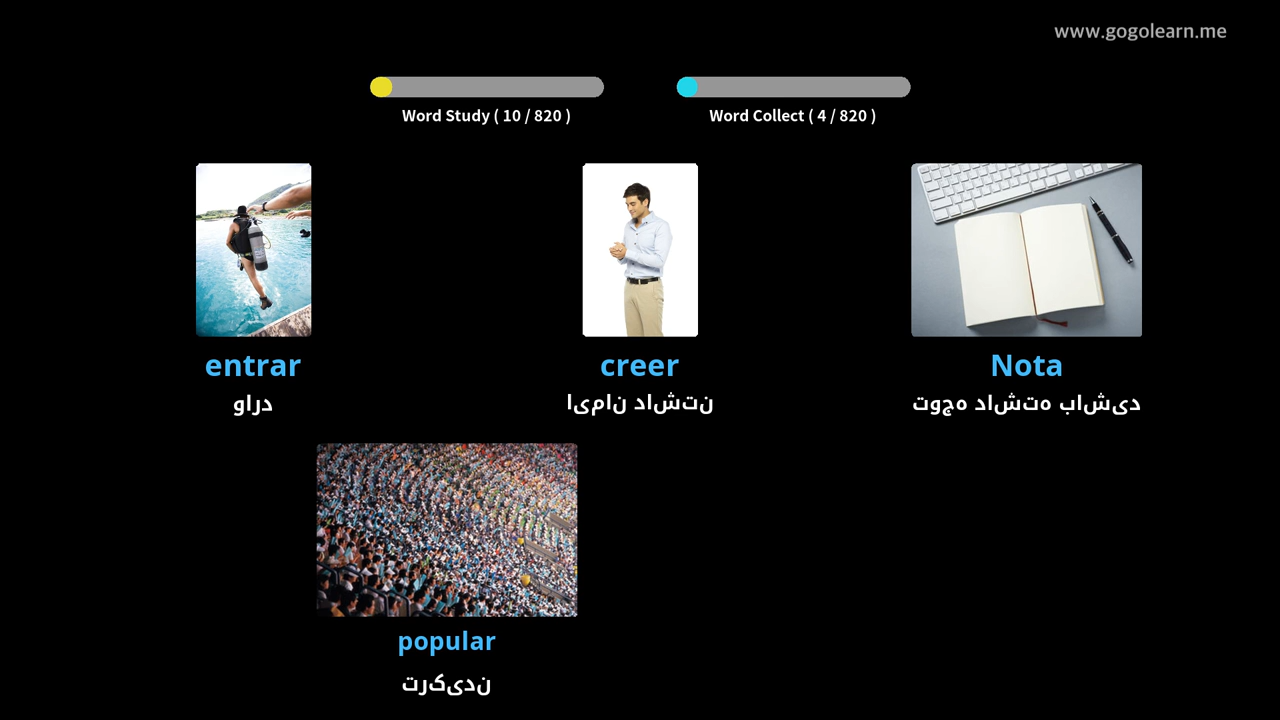 www.gogolearn.me
Word Study ( 10 / 820 )
Word Collect ( 4 / 820 )
entrar
وارد
creer
ایمان داشتن
Nota
توجه داشته باشید
popular
ترکیدن